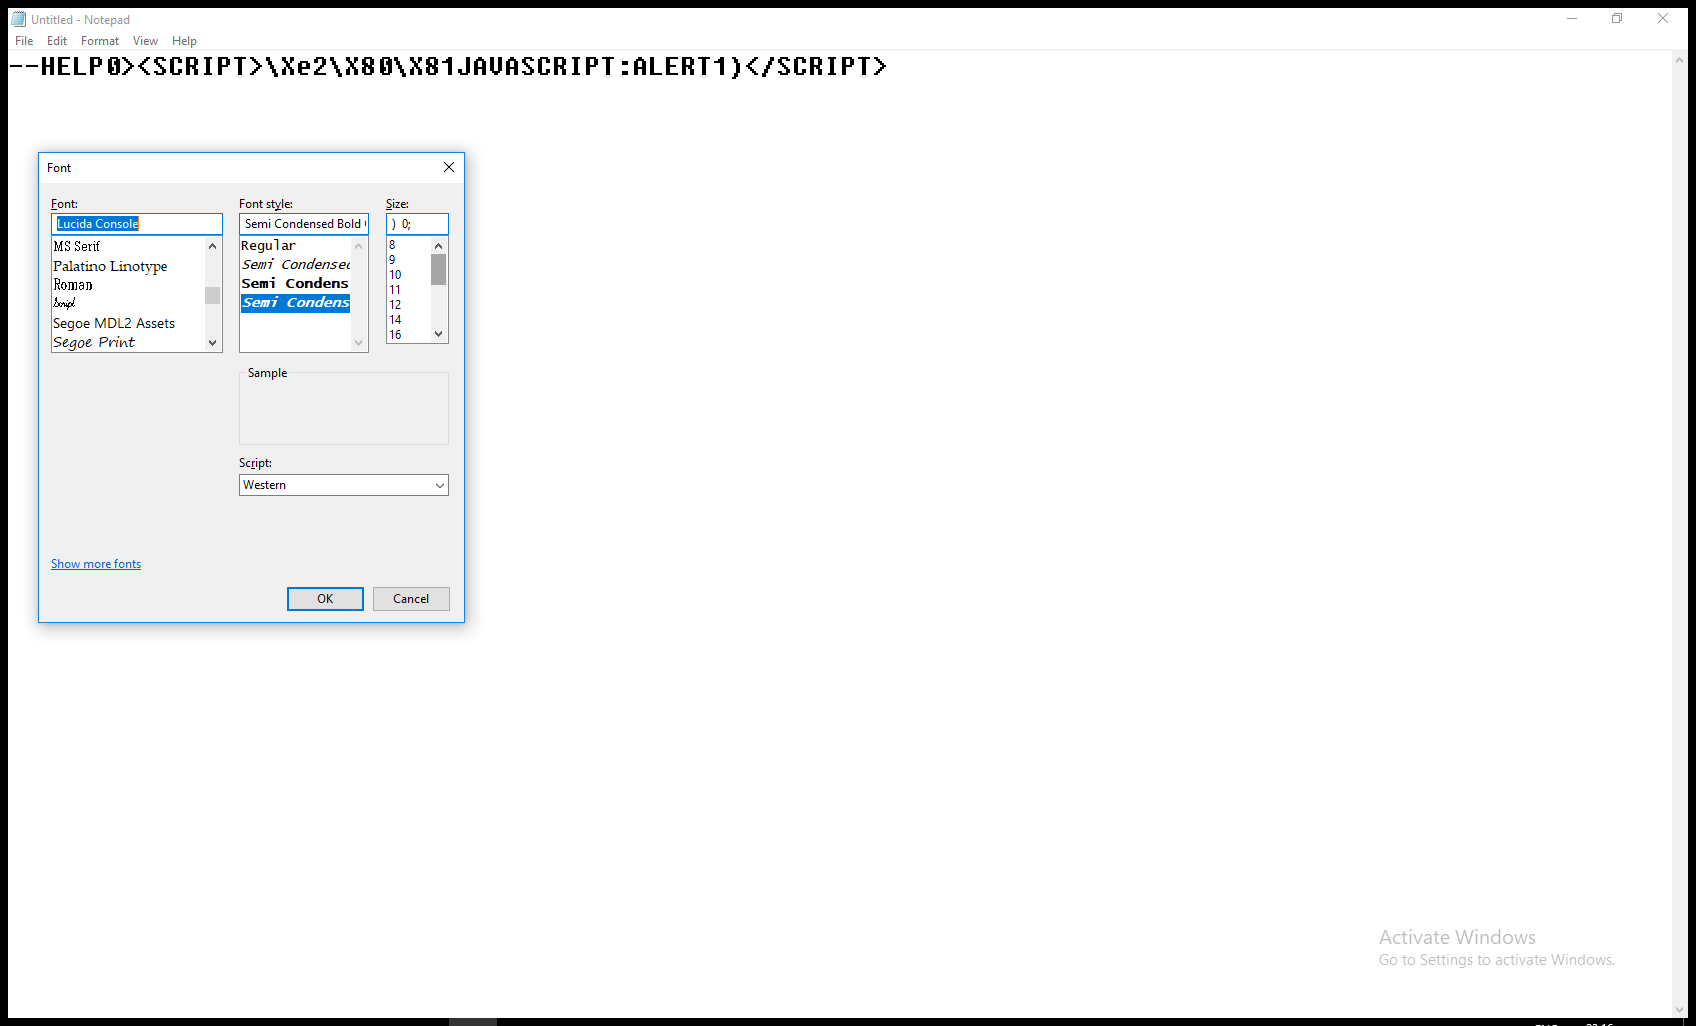 Untitled - Notepad
File Edit Format View Help
--HELP0><SCRIPT>\Xe2\X80\X81JAVASCRIPT:ALERT1)</SCRIPT>
Font
Font: Font style: Size:
Lucida Console Semi Condensed Bold ) 0;
MS Serif
Palatino Linotype
Roman
Script
Segoe MDL2 Assets
Segoe Print
Regular
Semi Condensed
Semi Condens
Semi Condens
8
9
10
11
12
14
16
Sample
Script:
Western
Show more fonts
OK Cancel
Activate Windows
Go to Settings to activate Windows.